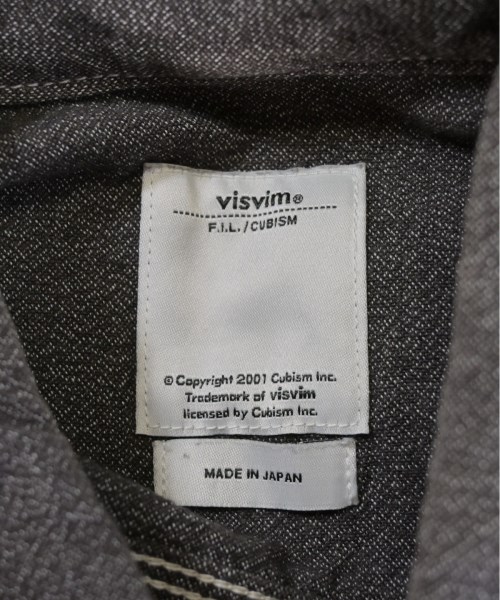 visvim®
F.I.L./CUBISM
© Copyright 2001 Cubism Inc.
Trademark of visvim
licensed by Cubism Inc.
MADE IN JAPAN